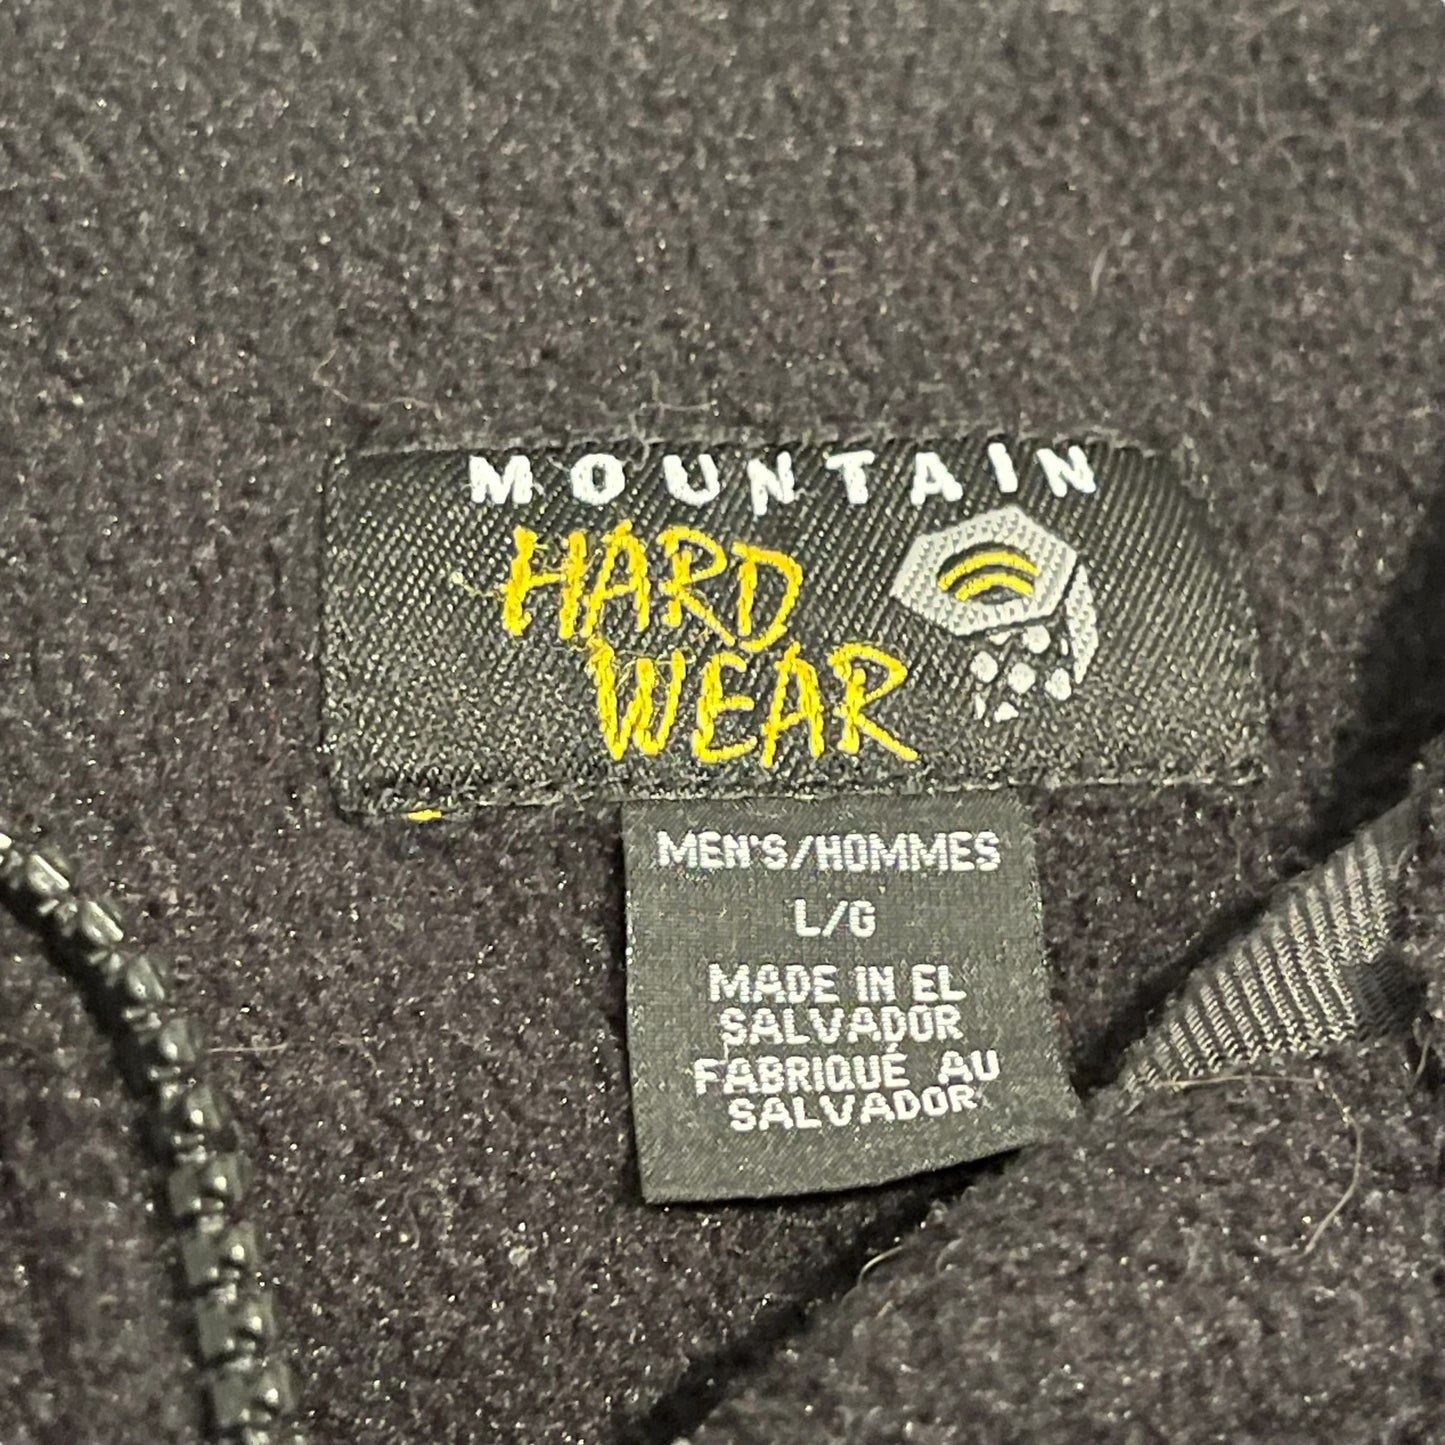 MOUNTAIN
HARD
WEAR
MEN'S/HOMMES
L/G
MADE IN EL
SALVADOR
FABRIQUÉ AU
SALVADOR